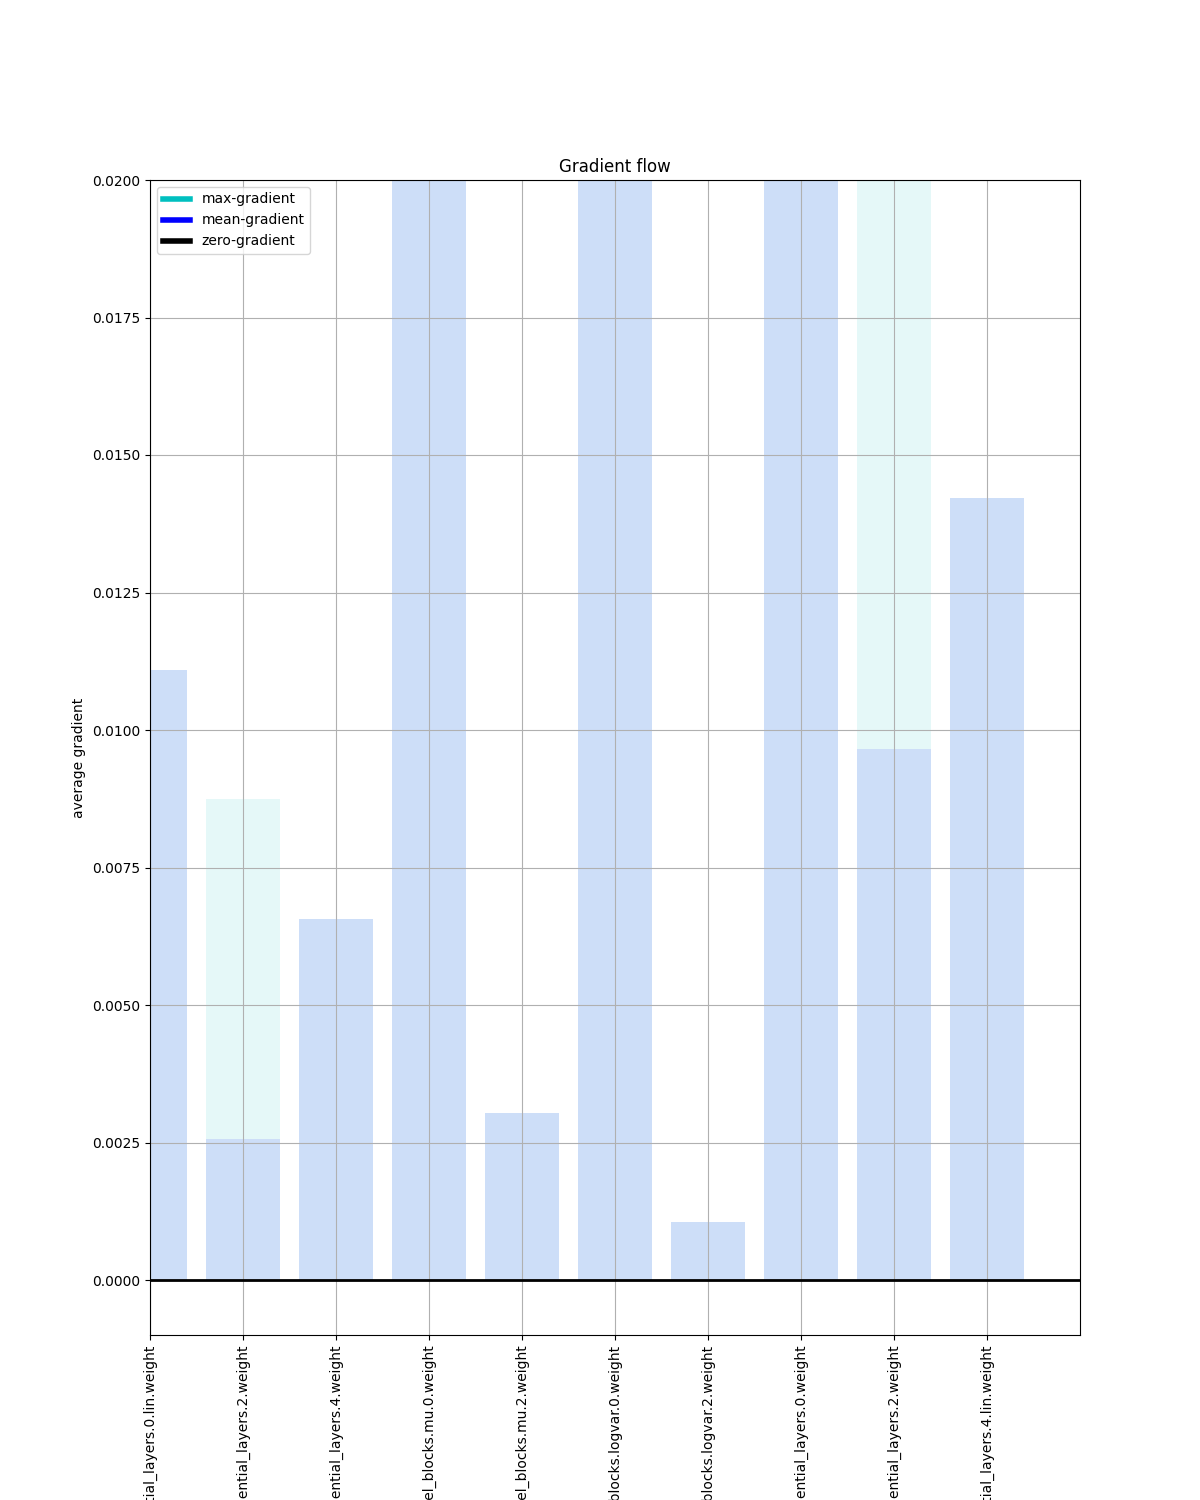 Gradient flow
max-gradient
mean-gradient
zero-gradient
0.0200
0.0175
0.0150
0.0125
0.0100
0.0075
0.0050
0.0025
0.0000
average gradient
tial_layers.0.lin.weight
ential_layers.2.weight
ential_layers.4.weight
el_blocks.mu.0.weight
el_blocks.mu.2.weight
blocks.logvar.0.weight
blocks.logvar.2.weight
ential_layers.0.weight
ential_layers.2.weight
tial_layers.4.lin.weight